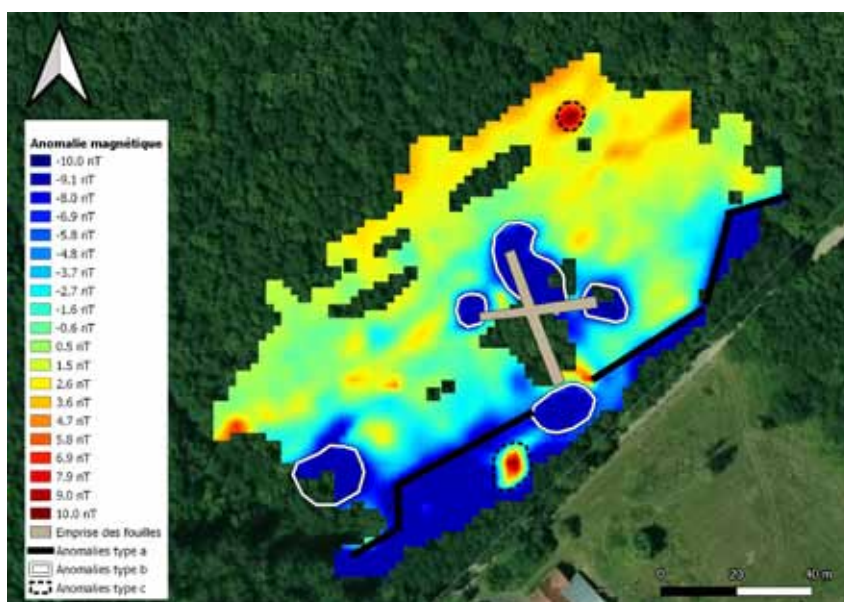 Anomalie magnétique
-10.0 nT
-9.1 nT
-8.0 nT
-6.9 nT
-5.8 nT
-4.8 nT
-3.7 nT
-2.7 nT
-1.6 nT
-0.6 nT
0.5 nT
1.5 nT
2.6 nT
3.6 nT
4.7 nT
5.8 nT
6.9 nT
7.9 nT
9.0 nT
10.0 nT
Emprise des fouilles
Anomalies type a
Anomalies type b
Anomalies type c
0 20 40 m